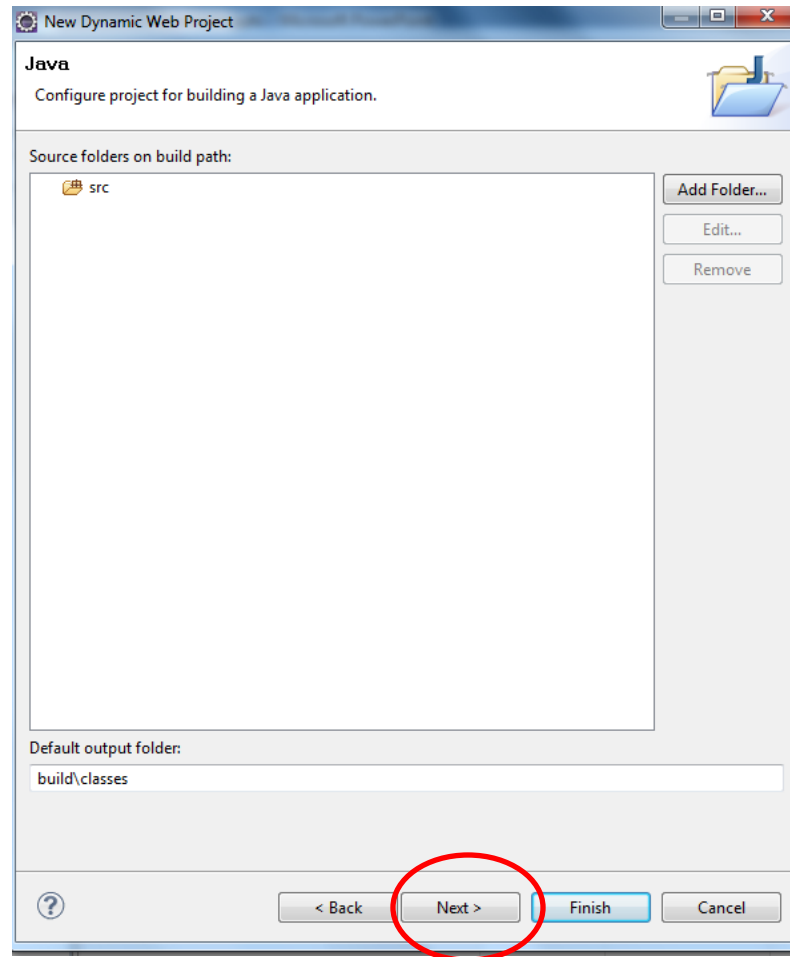 New Dynamic Web Project
Java
Configure project for building a Java application.
Source folders on build path:
src
Add Folder...
Edit...
Remove
Default output folder:
build\classes
?
< Back
Next >
Finish
Cancel